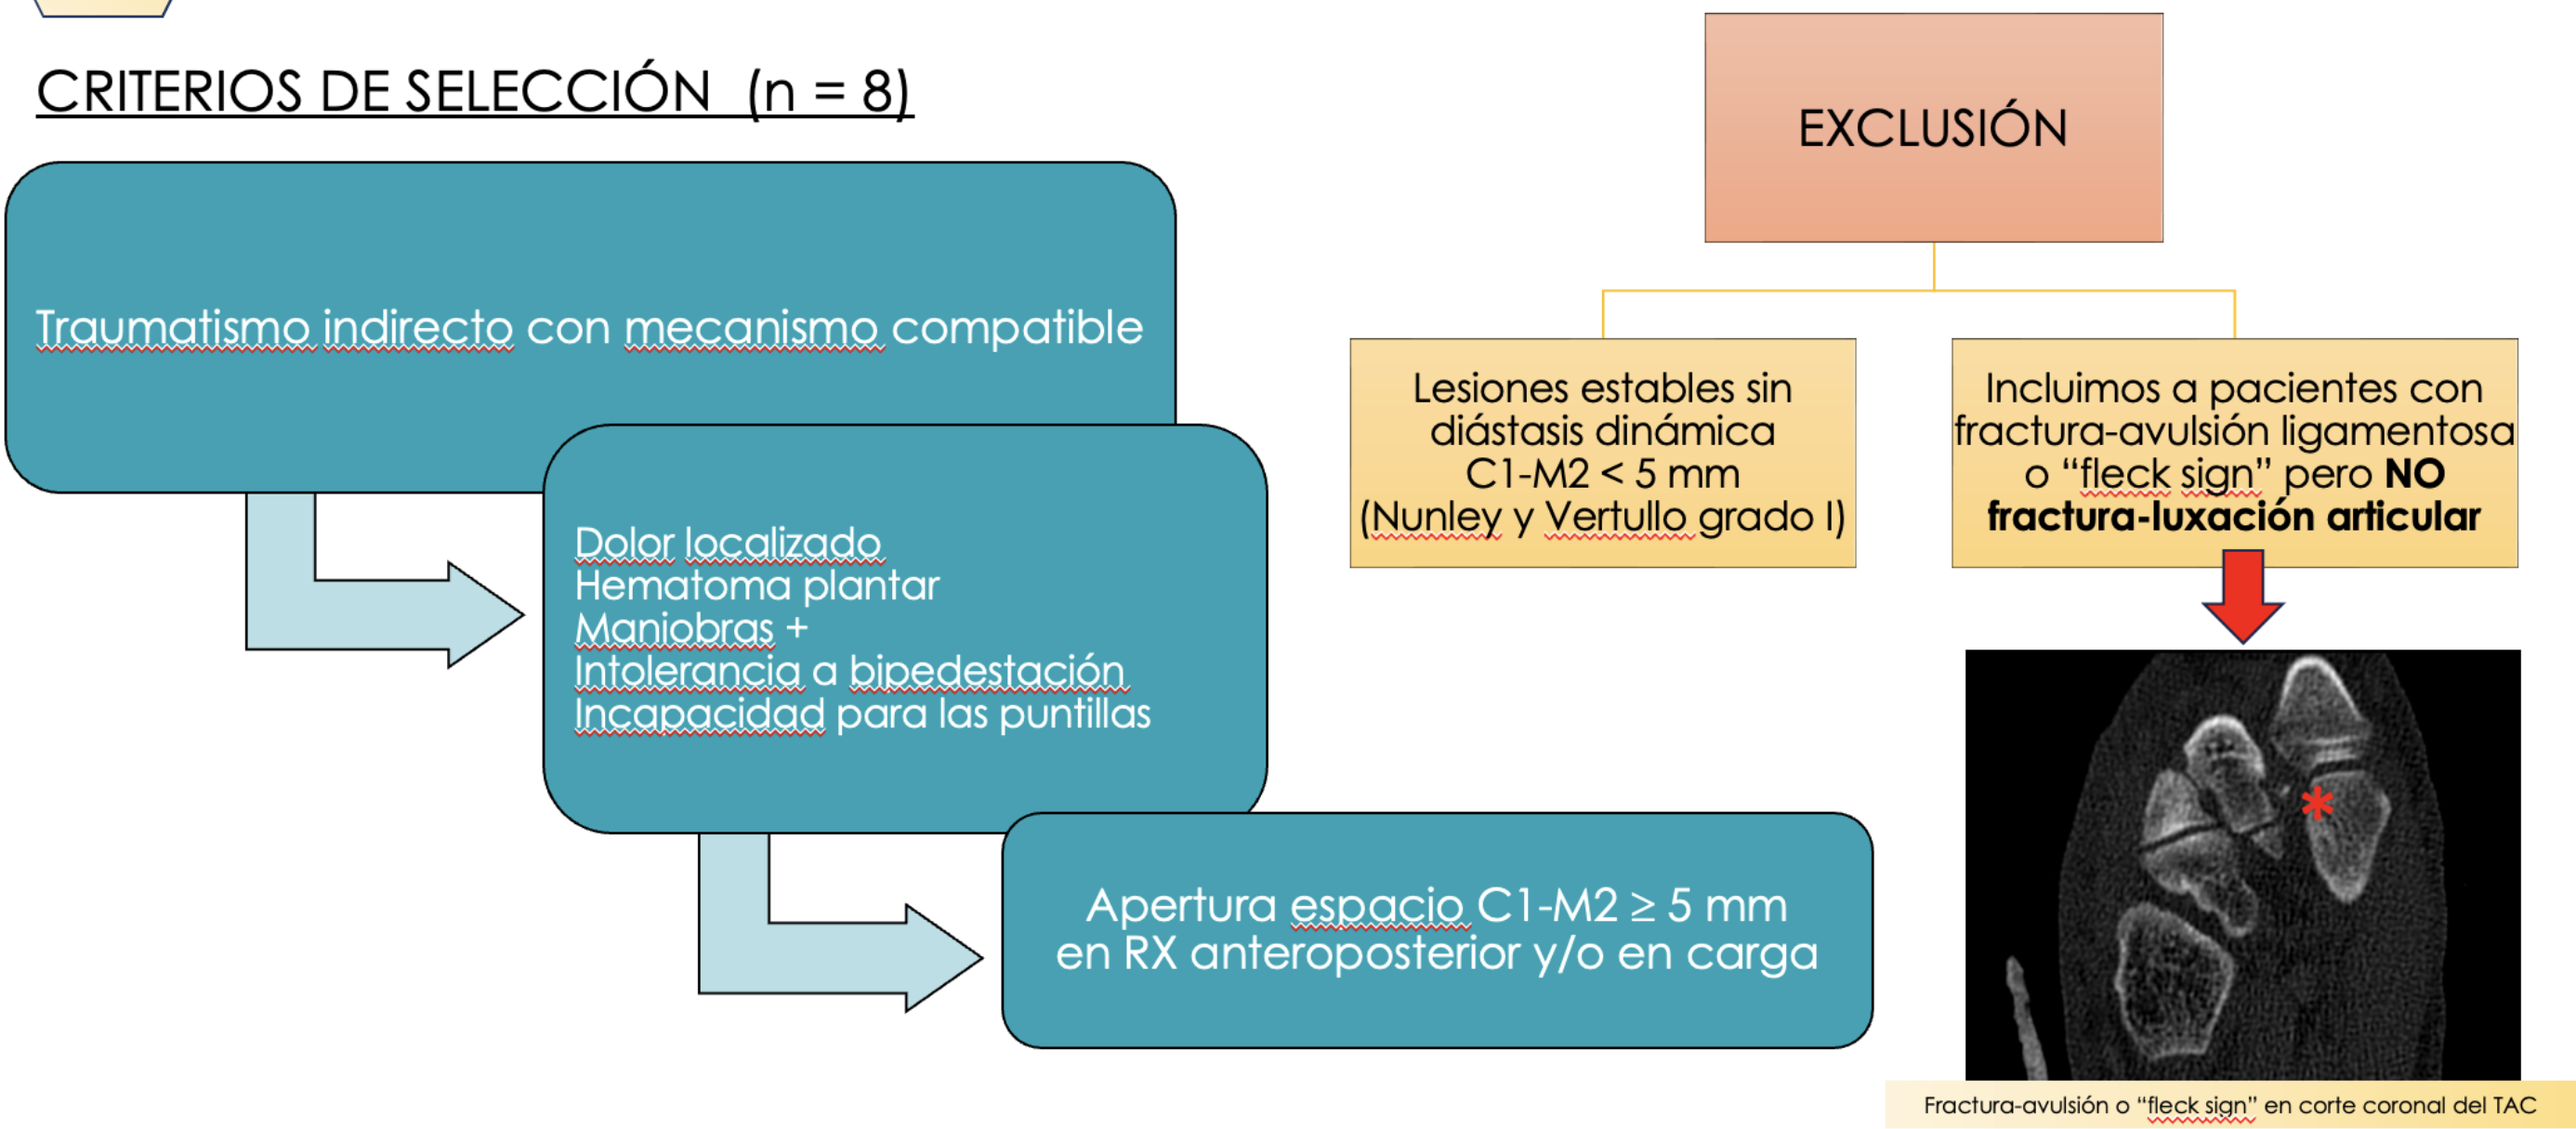 CRITERIOS DE SELECCIÓN (n = 8)
Traumatismo indirecto con mecanismo compatible
Dolor localizado
Hematoma plantar
Maniobras +
Intolerancia a bipedestación
Incapacidad para las puntillas
Apertura espacio C1-M2 ≥ 5 mm
en RX anteroposterior y/o en carga
EXCLUSIÓN
Lesiones estables sin
diástasis dinámica
C1-M2 < 5 mm
(Nunley y Vertullo grado I)
Incluimos a pacientes con
fractura-avulsión ligamentosa
o “fleck sign” pero NO
fractura-luxación articular
*
Fractura-avulsión o “fleck sign” en corte coronal del TAC